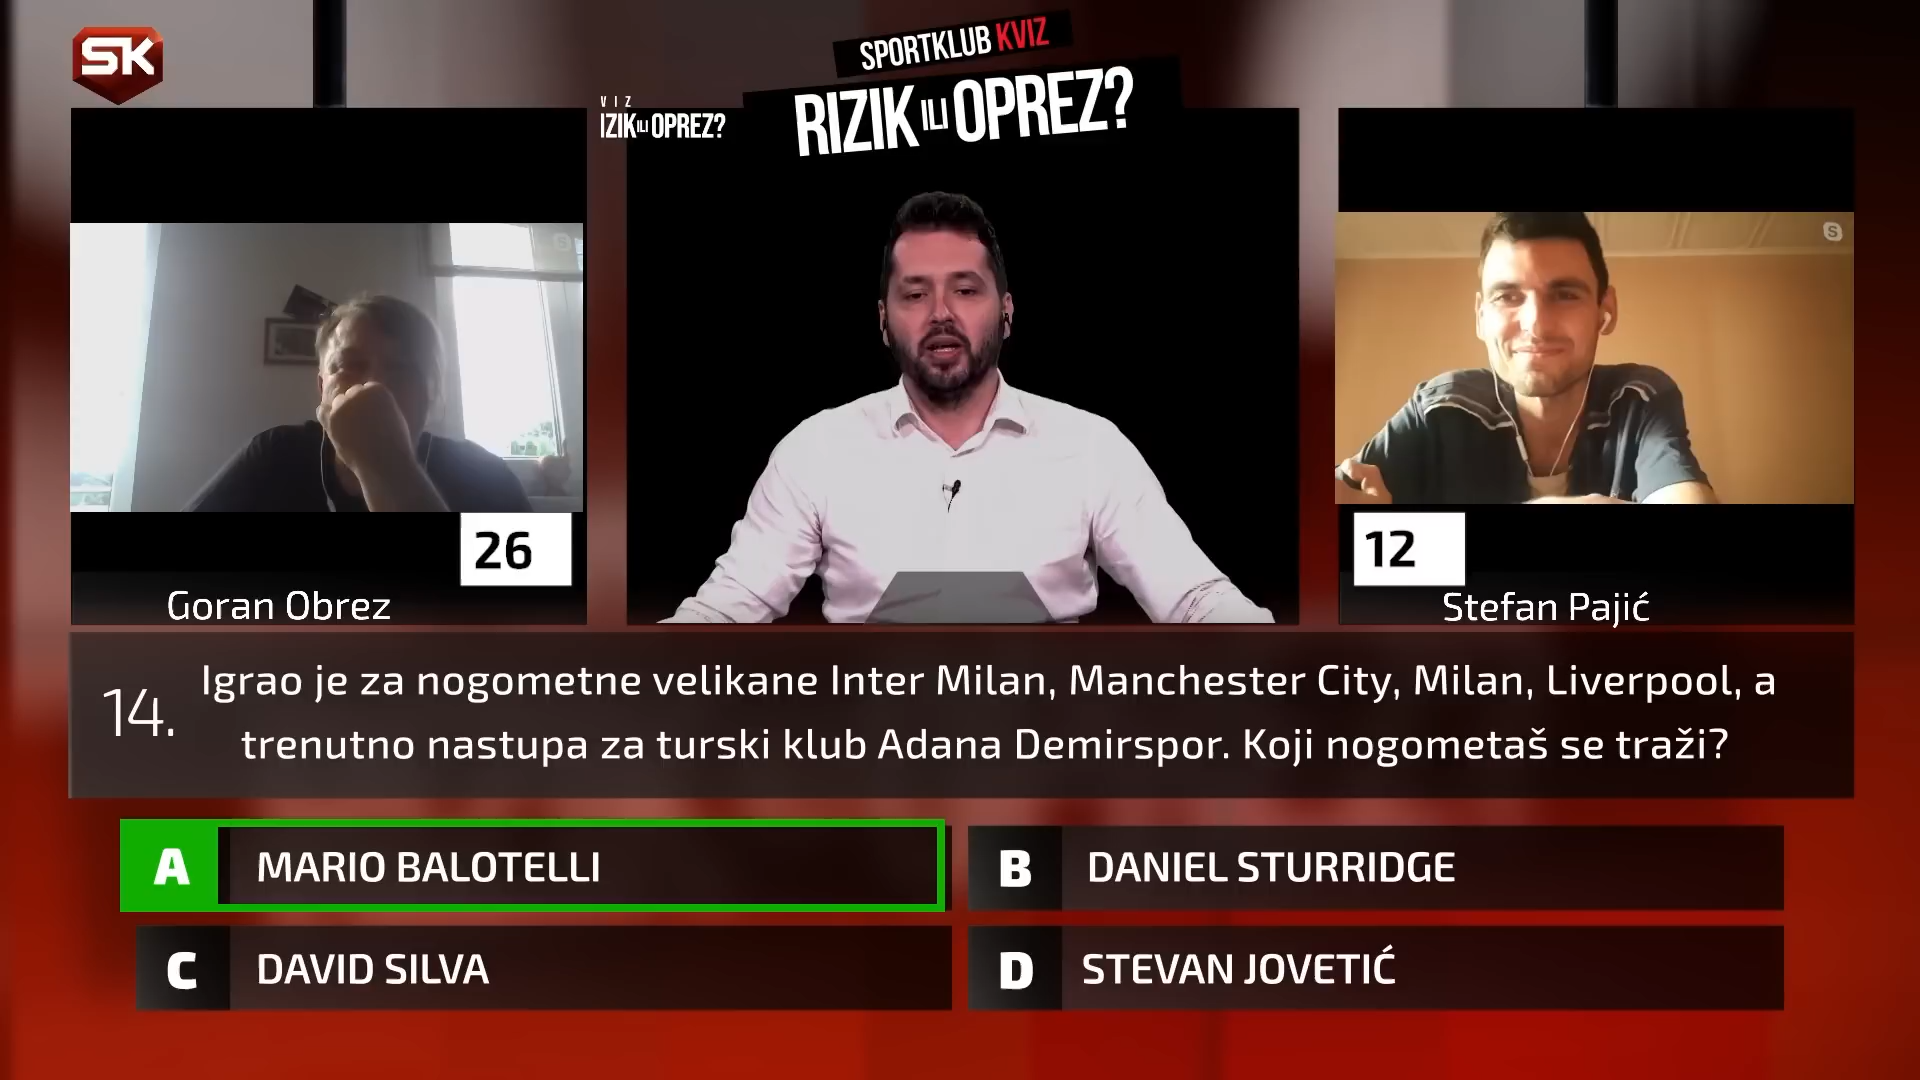 SK
SPORTKLUB KVIZ
RIZIK ILI OPREZ?
VIZ
IZIK ILI OPREZ?
26
Goran Obrez
12
Stefan Pajić
14.
Igrao je za nogometne velikane Inter Milan, Manchester City, Milan, Liverpool, a
trenutno nastupa za turski klub Adana Demirspor. Koji nogometaš se traži?
A MARIO BALOTELLI
B DANIEL STURRIDGE
C DAVID SILVA
D STEVAN JOVETIĆ